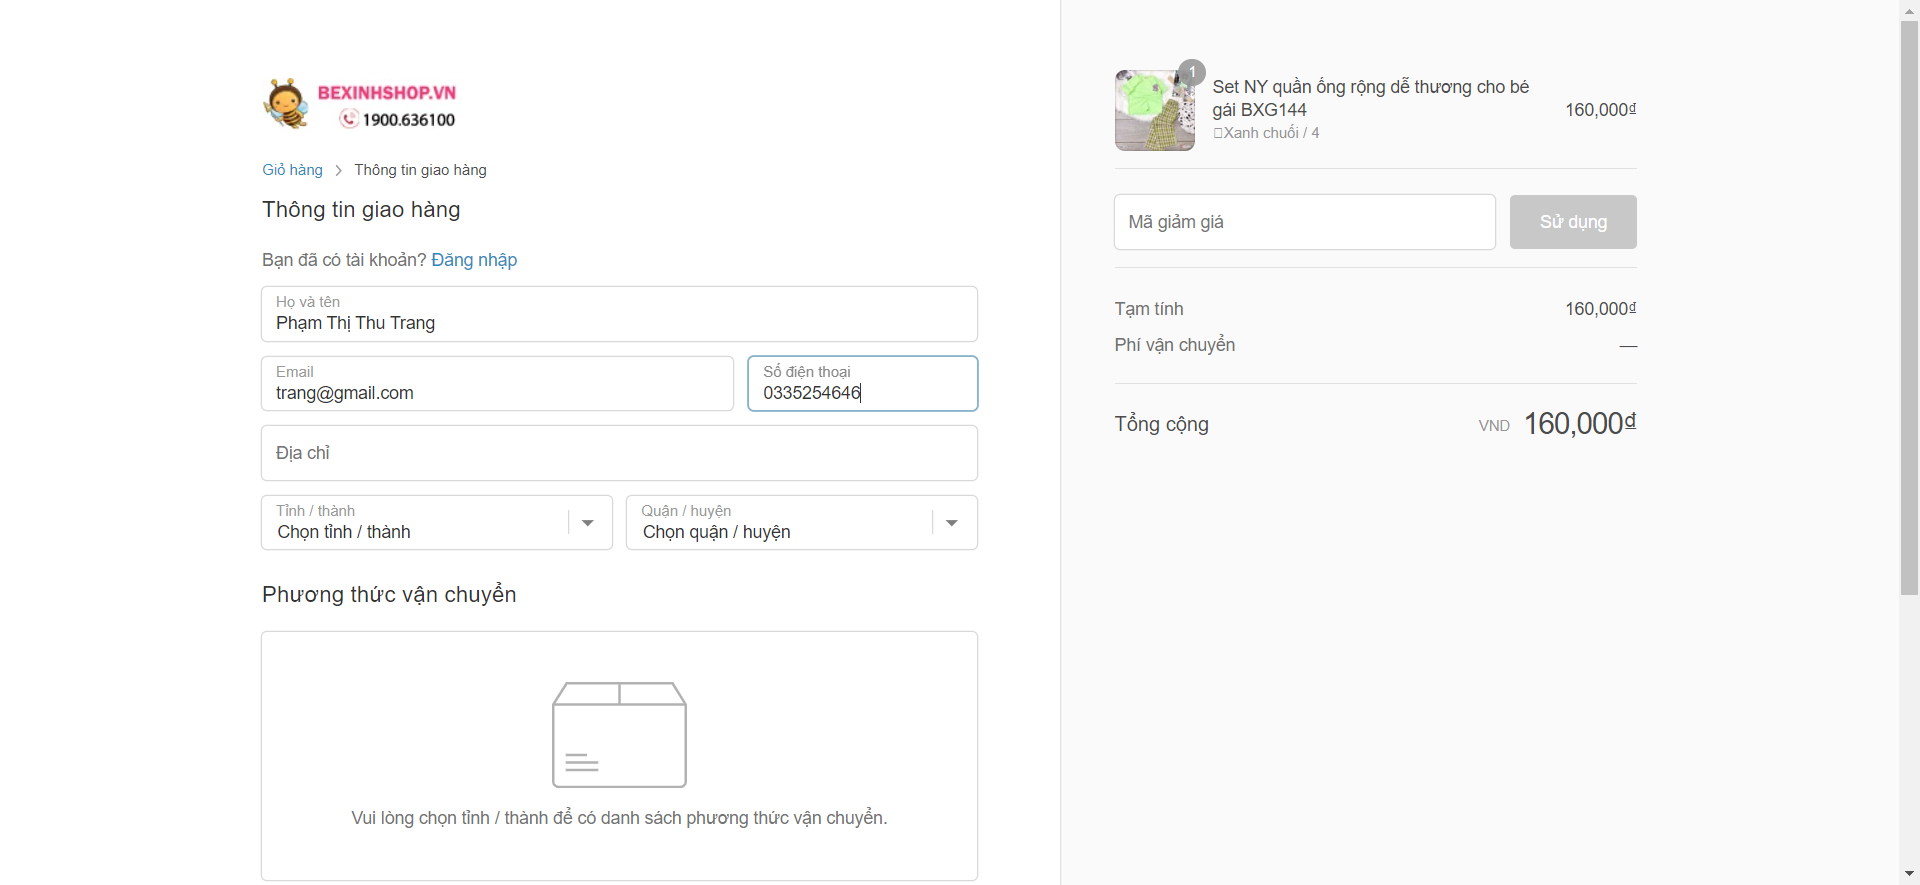 BEXINHSHOP.VN
1900.636100
Giỏ hàng > Thông tin giao hàng
Thông tin giao hàng
Bạn đã có tài khoản? Đăng nhập
Họ và tên
Phạm Thị Thu Trang
Email
trang@gmail.com
Số điện thoại
0335254646
Địa chỉ
Tỉnh / thành
Chọn tỉnh / thành
Quận / huyện
Chọn quận / huyện
Phương thức vận chuyển
Vui lòng chọn tỉnh / thành để có danh sách phương thức vận chuyển.
1
Set NY quần ống rộng dễ thương cho bé
gái BXG144
160,000₫
Xanh chuối / 4
Mã giảm giá
Sử dụng
Tạm tính 160,000₫
Phí vận chuyển —
Tổng cộng VND 160,000₫